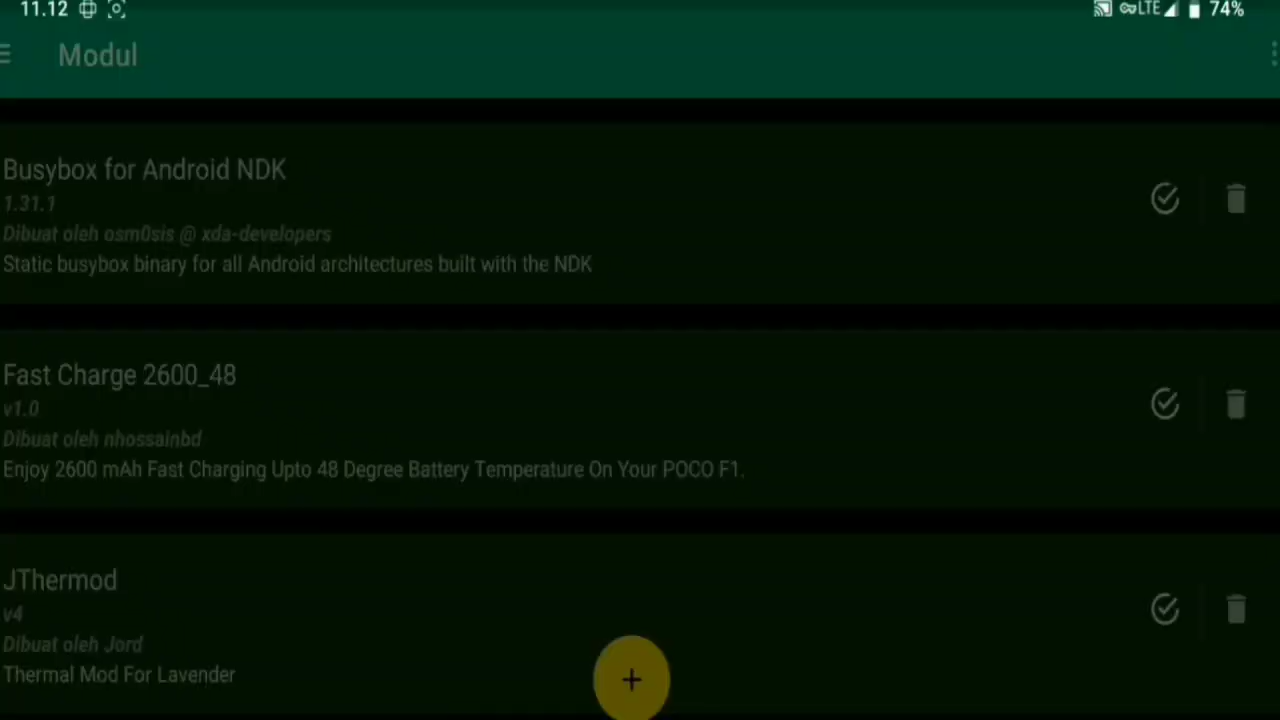 11.12 LTE 74%
Modul
Busybox for Android NDK
1.31.1
Dibuat oleh osm0sis @ xda-developers
Static busybox binary for all Android architectures built with the NDK
Fast Charge 2600_48
v1.0
Dibuat oleh nhossainbd
Enjoy 2600 mAh Fast Charging Upto 48 Degree Battery Temperature On Your POCO F1.
JThermod
v4
Dibuat oleh Jord
Thermal Mod For Lavender
+